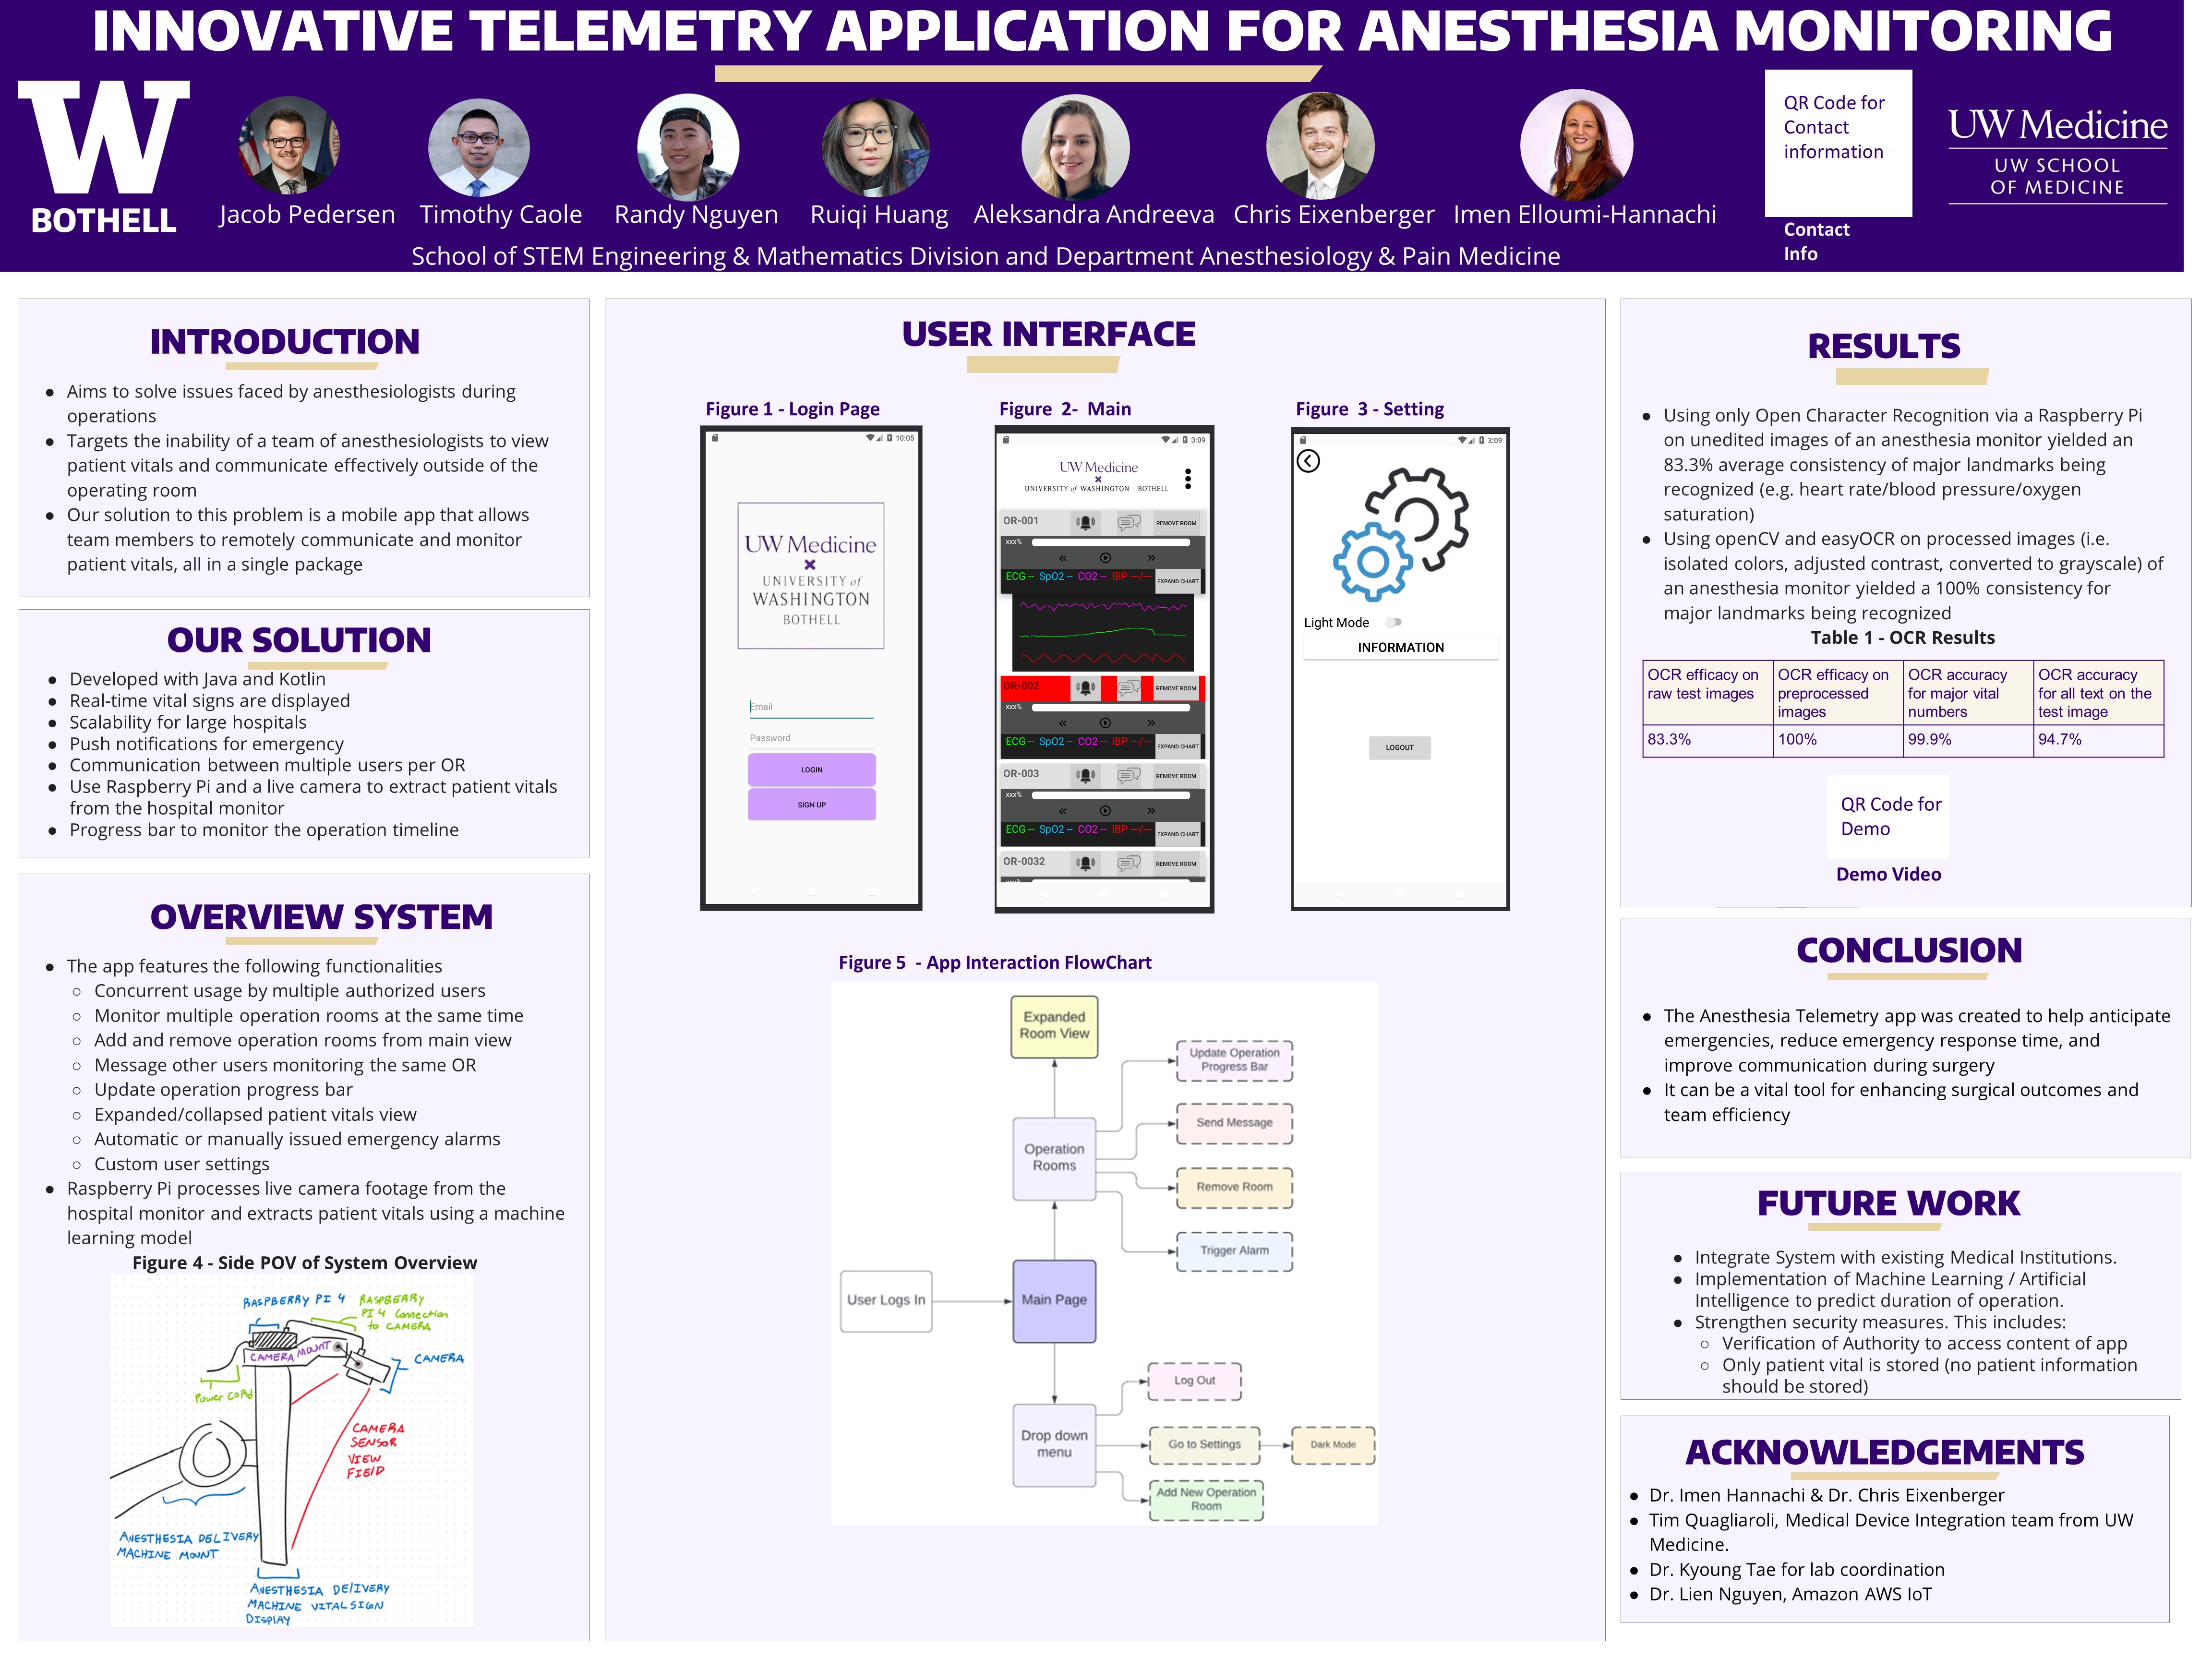 INNOVATIVE TELEMETRY APPLICATION FOR ANESTHESIA MONITORING
W
BOTHELL
Jacob Pedersen
Timothy Caole
Randy Nguyen
Ruiqi Huang
Aleksandra Andreeva
Chris Eixenberger
Imen Elloumi-Hannachi
School of STEM Engineering & Mathematics Division and Department Anesthesiology & Pain Medicine
QR Code for
Contact
information
Contact
Info
UW Medicine
UW SCHOOL
OF MEDICINE
INTRODUCTION
● Aims to solve issues faced by anesthesiologists during
operations
● Targets the inability of a team of anesthesiologists to view
patient vitals and communicate effectively outside of the
operating room
● Our solution to this problem is a mobile app that allows
team members to remotely communicate and monitor
patient vitals, all in a single package
OUR SOLUTION
● Developed with Java and Kotlin
● Real-time vital signs are displayed
● Scalability for large hospitals
● Push notifications for emergency
● Communication between multiple users per OR
● Use Raspberry Pi and a live camera to extract patient vitals
from the hospital monitor
● Progress bar to monitor the operation timeline
OVERVIEW SYSTEM
● The app features the following functionalities
○ Concurrent usage by multiple authorized users
○ Monitor multiple operation rooms at the same time
○ Add and remove operation rooms from main view
○ Message other users monitoring the same OR
○ Update operation progress bar
○ Expanded/collapsed patient vitals view
○ Automatic or manually issued emergency alarms
○ Custom user settings
● Raspberry Pi processes live camera footage from the
hospital monitor and extracts patient vitals using a machine
learning model
Figure 4 - Side POV of System Overview
RASPBERRY PI 4
RASPBERRY
PI 4 Connection
to CAMERA
CAMERA MOUNT
CAMERA
Power CORd
CAMERA
SENSOR
VIEW
FIELD
ANESTHESIA DELIVERY
MACHINE MOUNT
ANESTHESIA DELIVERY
MACHINE VITAL SIGN
DISPLAY
USER INTERFACE
Figure 1 - Login Page
10:05
UW Medicine
×
UNIVERSITY of
WASHINGTON
BOTHELL
Email
Password
LOGIN
SIGN UP
Figure 2- Main
3:09
UW Medicine
×
UNIVERSITY of WASHINGTON | BOTHELL
OR-001
REMOVE ROOM
xxx%
« »
ECG -- SpO2 -- CO2 -- IBP ---/--- EXPAND CHART
OR-002
REMOVE ROOM
xxx%
« »
ECG -- SpO2 -- CO2 -- IBP ---/--- EXPAND CHART
OR-003
REMOVE ROOM
xxx%
« »
ECG -- SpO2 -- CO2 -- IBP ---/--- EXPAND CHART
OR-0032
REMOVE ROOM
Figure 3 - Setting
3:09
Light Mode
INFORMATION
LOGOUT
Figure 5 - App Interaction FlowChart
Expanded
Room View
Update Operation
Progress Bar
Send Message
Operation
Rooms
Remove Room
Trigger Alarm
User Logs In
Main Page
Log Out
Drop down
menu
Go to Settings
Dark Mode
Add New Operation
Room
RESULTS
● Using only Open Character Recognition via a Raspberry Pi
on unedited images of an anesthesia monitor yielded an
83.3% average consistency of major landmarks being
recognized (e.g. heart rate/blood pressure/oxygen
saturation)
● Using openCV and easyOCR on processed images (i.e.
isolated colors, adjusted contrast, converted to grayscale) of
an anesthesia monitor yielded a 100% consistency for
major landmarks being recognized
Table 1 - OCR Results
OCR efficacy on
raw test images
OCR efficacy on
preprocessed
images
OCR accuracy
for major vital
numbers
OCR accuracy
for all text on the
test image
83.3% 100% 99.9% 94.7%
QR Code for
Demo
Demo Video
CONCLUSION
● The Anesthesia Telemetry app was created to help anticipate
emergencies, reduce emergency response time, and
improve communication during surgery
● It can be a vital tool for enhancing surgical outcomes and
team efficiency
FUTURE WORK
● Integrate System with existing Medical Institutions.
● Implementation of Machine Learning / Artificial
Intelligence to predict duration of operation.
● Strengthen security measures. This includes:
○ Verification of Authority to access content of app
○ Only patient vital is stored (no patient information
should be stored)
ACKNOWLEDGEMENTS
● Dr. Imen Hannachi & Dr. Chris Eixenberger
● Tim Quagliaroli, Medical Device Integration team from UW
Medicine.
● Dr. Kyoung Tae for lab coordination
● Dr. Lien Nguyen, Amazon AWS IoT